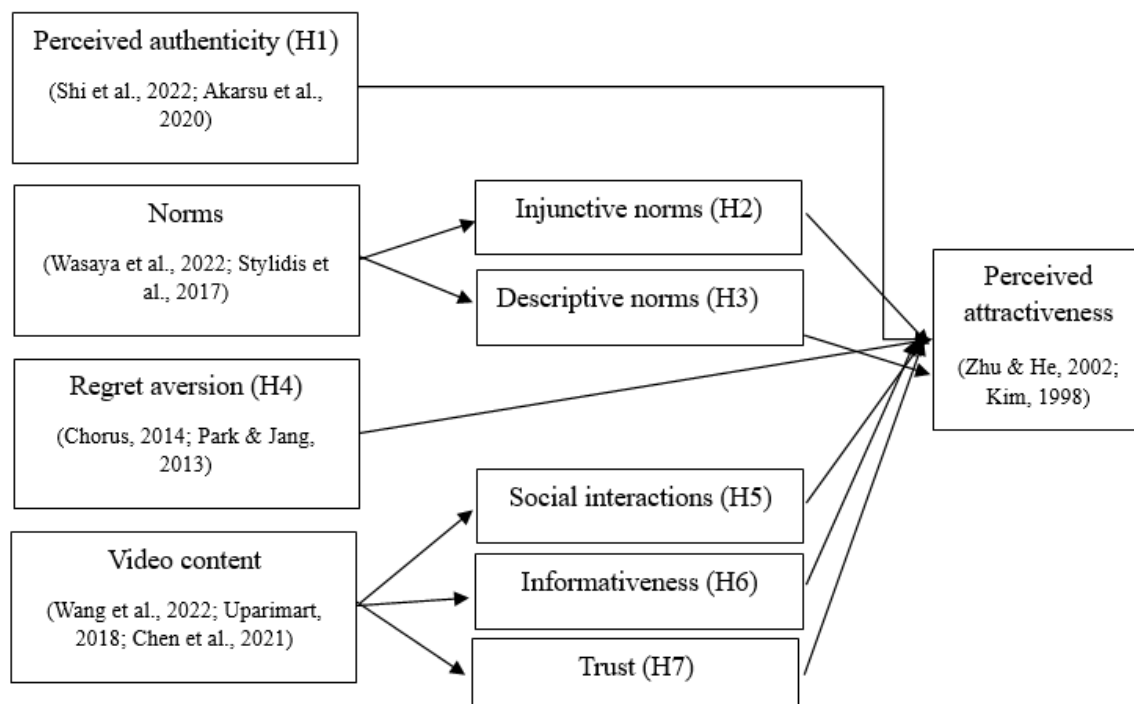 Perceived authenticity (H1)
(Shi et al., 2022; Akarsu et al.,
2020)
Norms
(Wasaya et al., 2022; Stylidis et
al., 2017)
Regret aversion (H4)
(Chorus, 2014; Park & Jang,
2013)
Video content
(Wang et al., 2022; Uparimart,
2018; Chen et al., 2021)
Injunctive norms (H2)
Descriptive norms (H3)
Social interactions (H5)
Informativeness (H6)
Trust (H7)
Perceived
attractiveness
(Zhu & He, 2002;
Kim, 1998)